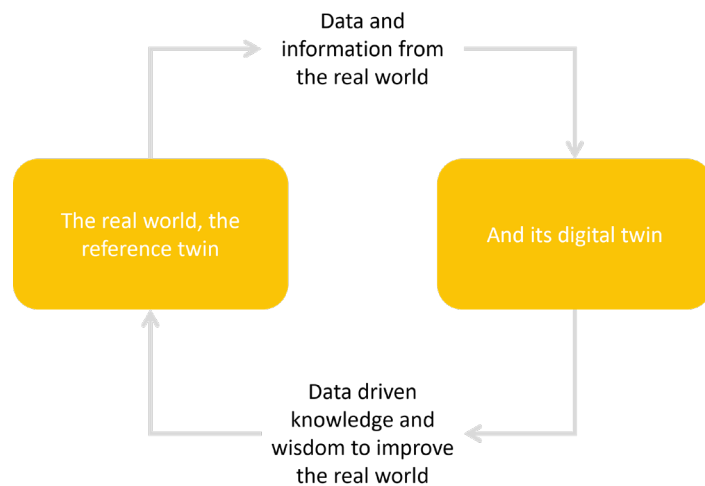 Data and
information from
the real world
The real world, the
reference twin
And its digital twin
Data driven
knowledge and
wisdom to improve
the real world